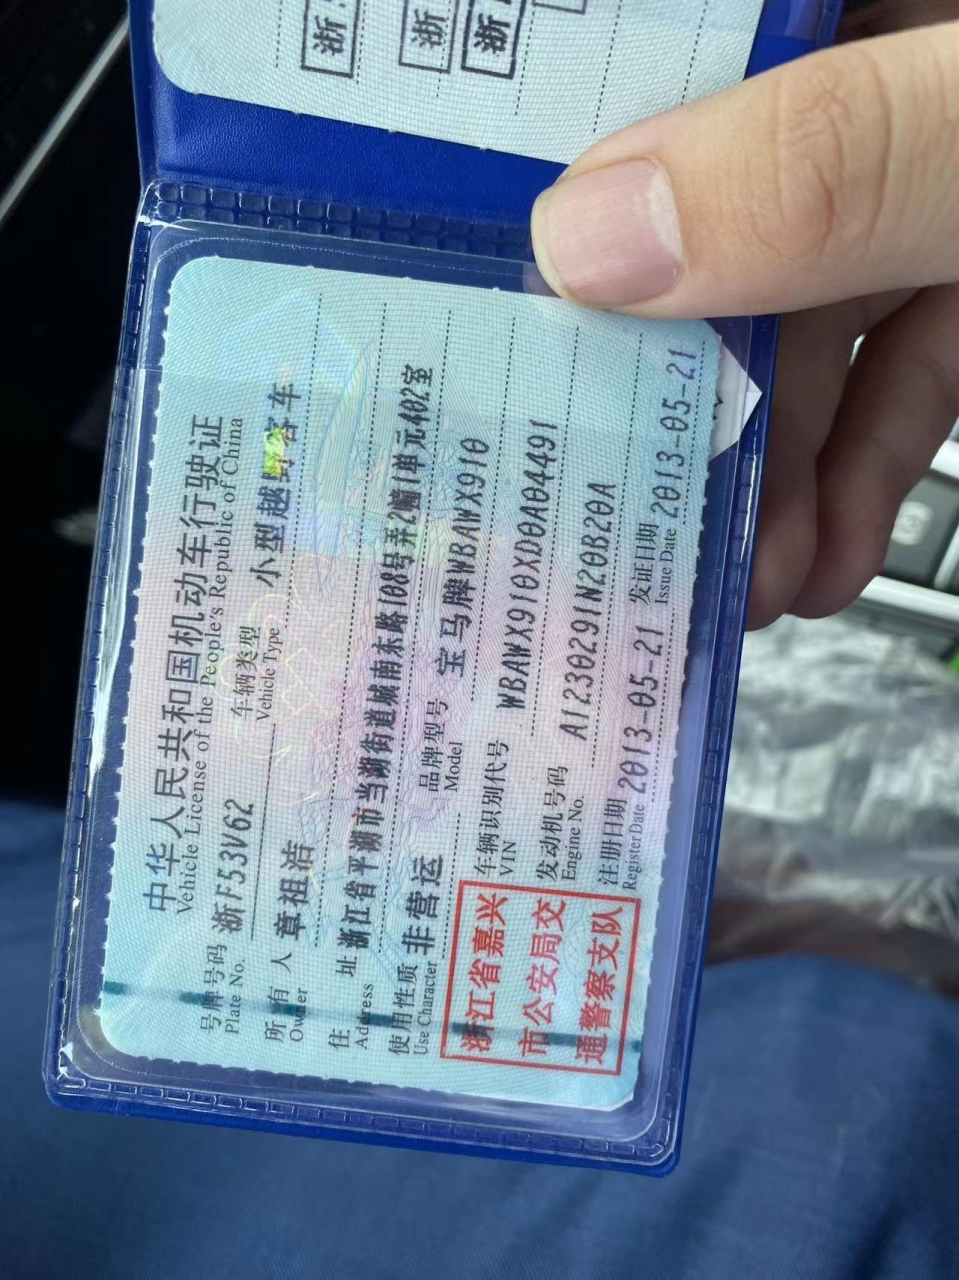 浙
浙
浙
中华人民共和国机动车行驶证
Vehicle License of the People's Republic of China
号牌号码 浙F53V62 车辆类型 小型越野客车
Plate No. Vehicle Type
所有人 章祖洁
Owner
住址 浙江省平湖市当湖街道城南东路108号弄2幢1单元402室
Address
使用性质 非营运 品牌型号 宝马牌WBAWX910
Use Character Model
浙江省嘉兴
市公安局交
通警察支队
车辆识别代号 WBAWX910XD0A04491
VIN
发动机号码 A1230291N20B20A
Engine No.
注册日期 2013-05-21 发证日期 2013-05-21
Register Date Issue Date